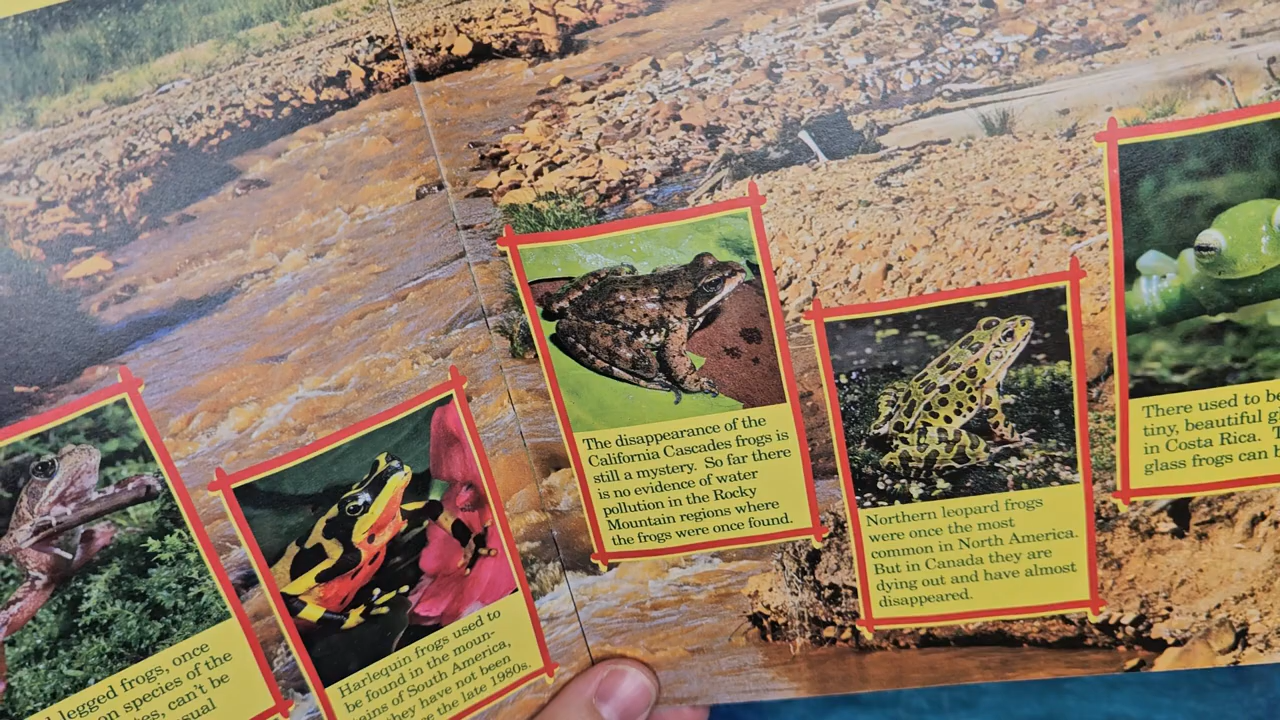 legged frogs, once
on species of the
can't be
Harlequin frogs used to
be found in the moun-
of South America,
they have not been
the late 1980s.
The disappearance of the
California Cascades frogs is
still a mystery. So far there
is no evidence of water
pollution in the Rocky
Mountain regions where
the frogs were once found.
Northern leopard frogs
were once the most
common in North America.
But in Canada they are
dying out and have almost
disappeared.
There used to be
tiny, beautiful
in Costa Rica.
glass frogs can